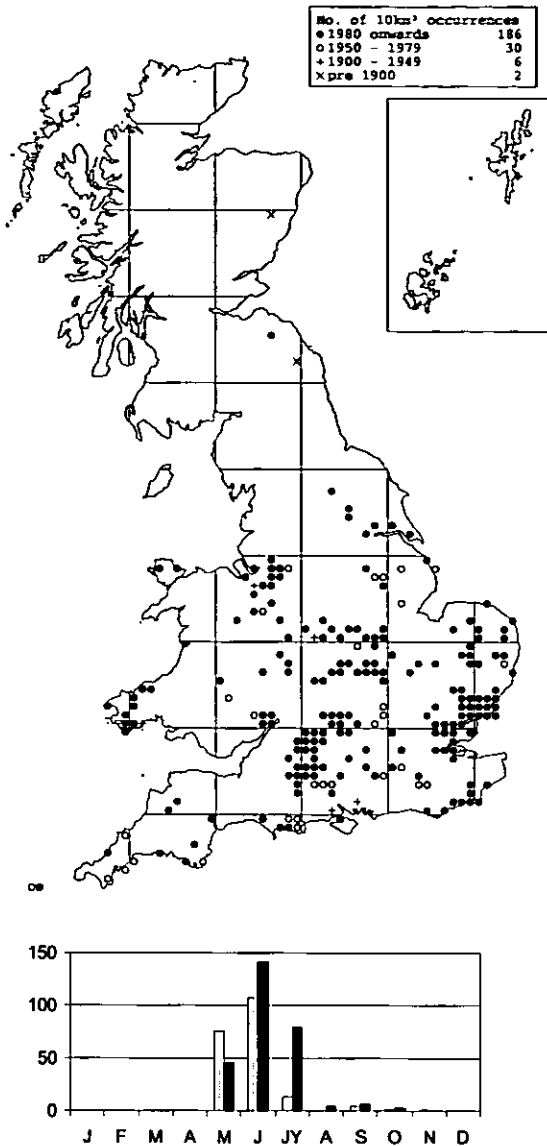 No. of 10km² occurrences
● 1980 onwards 186
○ 1950 - 1979 30
+ 1900 - 1949 6
× pre 1900 2
150
100
50
0
J F M A M J JY A S O N D